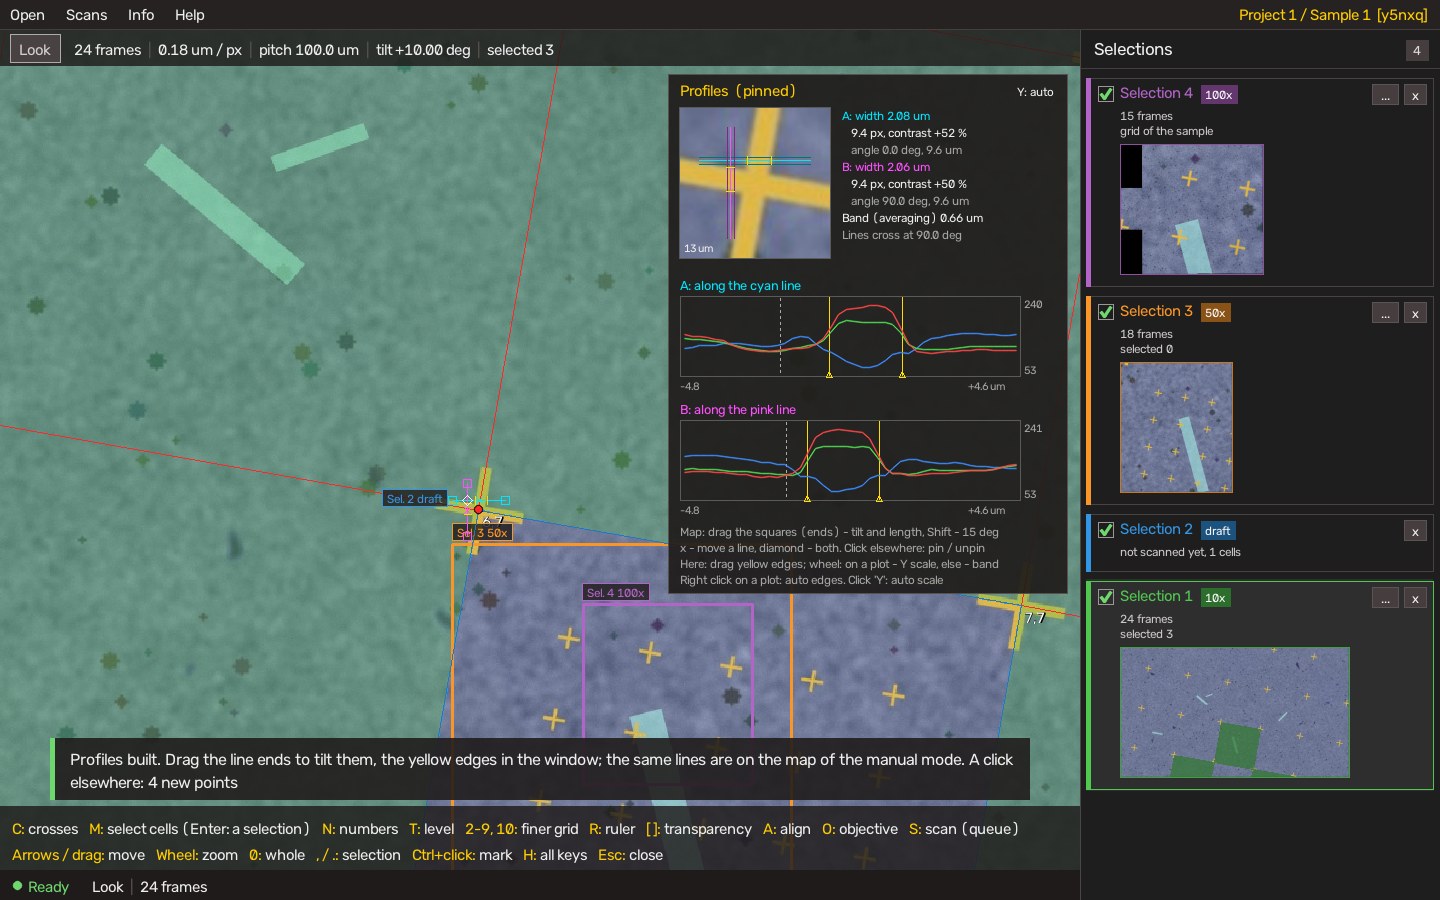 Open Scans Info Help
Project 1 / Sample 1 [y5nxq]
Look 24 frames 0.18 um / px pitch 100.0 um tilt +10.00 deg selected 3
Profiles (pinned) Y: auto
13 um
A: width 2.08 um
9.4 px, contrast +52 %
angle 0.0 deg, 9.6 um
B: width 2.06 um
9.4 px, contrast +50 %
angle 90.0 deg, 9.6 um
Band (averaging) 0.66 um
Lines cross at 90.0 deg
A: along the cyan line
240
53
-4.8 +4.6 um
B: along the pink line
241
53
-4.8 +4.6 um
Map: drag the squares (ends) - tilt and length, Shift - 15 deg
x - move a line, diamond - both. Click elsewhere: pin / unpin
Here: drag yellow edges; wheel: on a plot - Y scale, else - band
Right click on a plot: auto edges. Click 'Y': auto scale
Sel. 2 draft
3 50x
Sel. 4 100x
7,7
Profiles built. Drag the line ends to tilt them, the yellow edges in the window; the same lines are on the map of the manual mode. A click
elsewhere: 4 new points
C: crosses M: select cells (Enter: a selection) N: numbers T: level 2-9, 10: finer grid R: ruler []: transparency A: align O: objective S: scan (queue)
Arrows / drag: move Wheel: zoom 0: whole , / .: selection Ctrl+click: mark H: all keys Esc: close
Ready Look 24 frames
Selections 4
Selection 4 100x ... x
15 frames
grid of the sample
Selection 3 50x ... x
18 frames
selected 0
Selection 2 draft x
not scanned yet, 1 cells
Selection 1 10x ... x
24 frames
selected 3